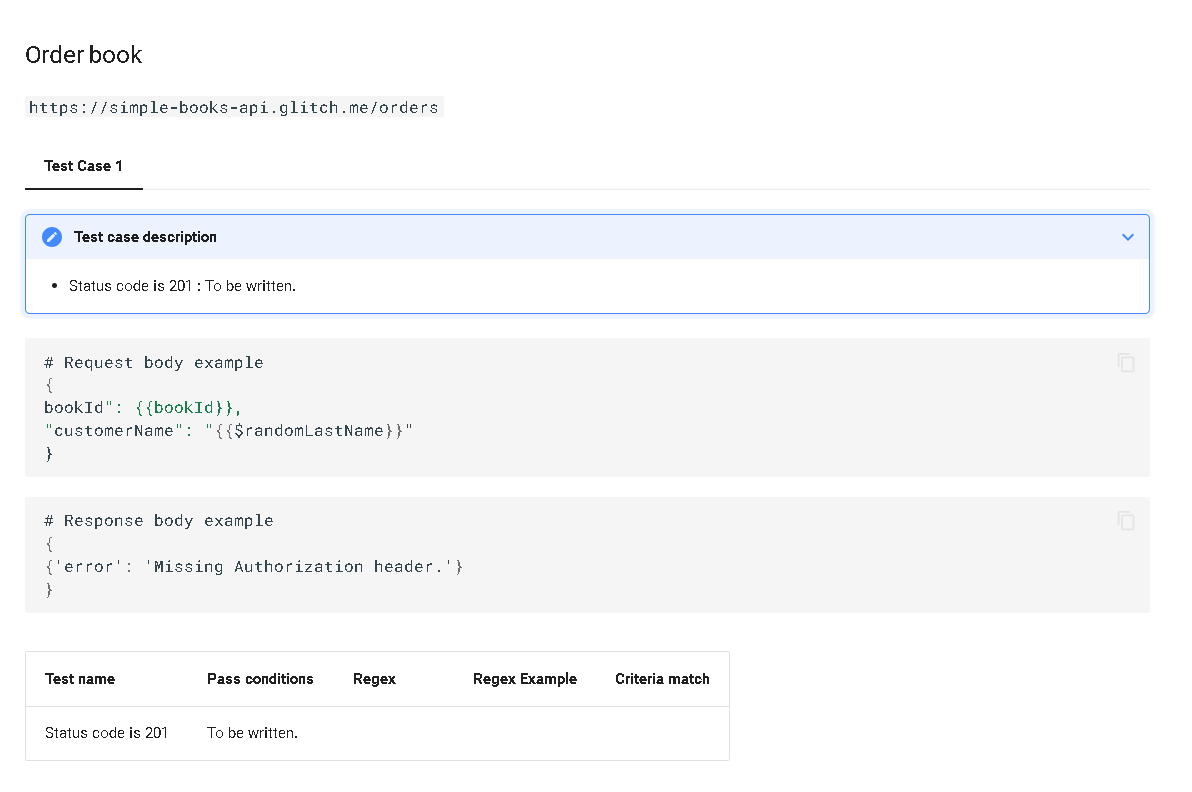 Order book
https://simple-books-api.glitch.me/orders
Test Case 1
Test case description
Status code is 201 : To be written.
# Request body example
{
bookId": {{bookId}},
"customerName": "{{$randomLastName}}"
}
# Response body example
{
{'error': 'Missing Authorization header.'}
}
Test name Pass conditions Regex Regex Example Criteria match
Status code is 201 To be written.